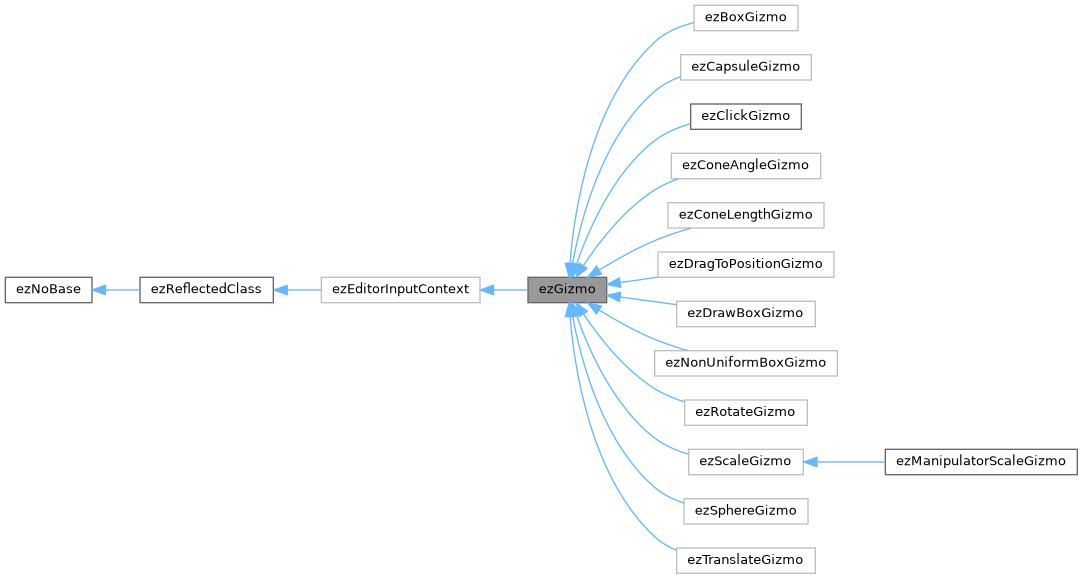 ezBoxGizmo
ezCapsuleGizmo
ezClickGizmo
ezConeAngleGizmo
ezConeLengthGizmo
ezDragToPositionGizmo
ezNoBase
ezReflectedClass
ezEditorInputContext
ezGizmo
ezDrawBoxGizmo
ezNonUniformBoxGizmo
ezRotateGizmo
ezScaleGizmo
ezManipulatorScaleGizmo
ezSphereGizmo
ezTranslateGizmo